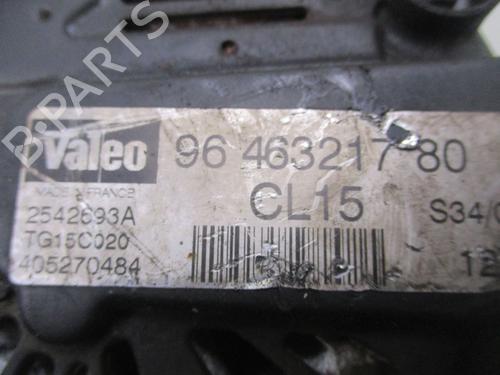 B-PARTS
Valeo
96 463217 80
MADE IN FRANCE
CL15
2542693A
S34/
TG15C020
405270484
12